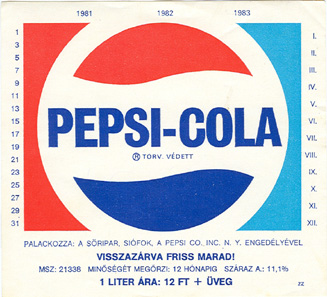 1981 1982 1983
1 I.
3 II.
5 III.
7 IV.
9 V.
11 VI.
13 VII.
15 VIII.
17 IX.
19 X.
21 XI.
23 XII.
25
27
29
31
PEPSI-COLA
® TORV. VÉDETT
PALACKOZZA: A SÖRIPAR, SIÓFOK, A PEPSI CO. INC. N. Y. ENGEDÉLYÉVEL
VISSZAZÁRVA FRISS MARAD!
MSZ: 21338 MINŐSÉGÉT MEGŐRZI: 12 HÓNAPIG SZÁRAZ A.: 11,1%
1 LITER ÁRA: 12 FT + ÜVEG
zz